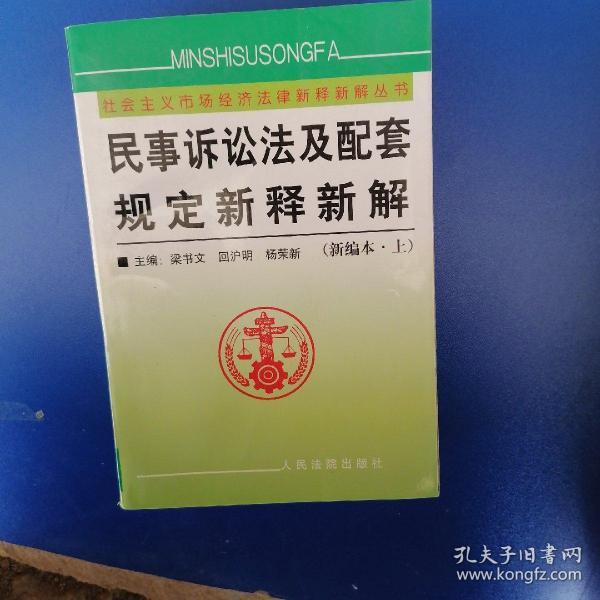 MINSHISUSONGFA
社会主义市场经济法律新释新解丛书
民事诉讼法及配套
规定新释新解
（新编本·上）
■ 主编：梁书文 回沪明 杨荣新
人民法院出版社
孔夫子旧书网
www.kongfz.com